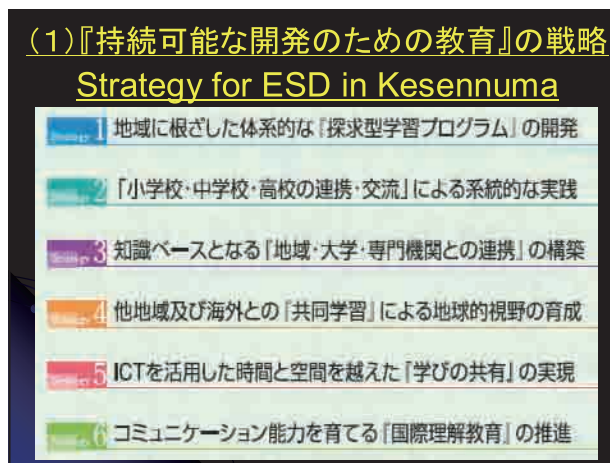 (1)『持続可能な開発のための教育』の戦略
Strategy for ESD in Kesennuma
1 地域に根ざした体系的な『探求型学習プログラム』の開発
2 「小学校・中学校・高校の連携・交流」による系統的な実践
3 知識ベースとなる『地域・大学・専門機関との連携』の構築
4 他地域及び海外との『共同学習』による地球的視野の育成
5 ICTを活用した時間と空間を越えた『学びの共有』の実現
6 コミュニケーション能力を育てる『国際理解教育』の推進